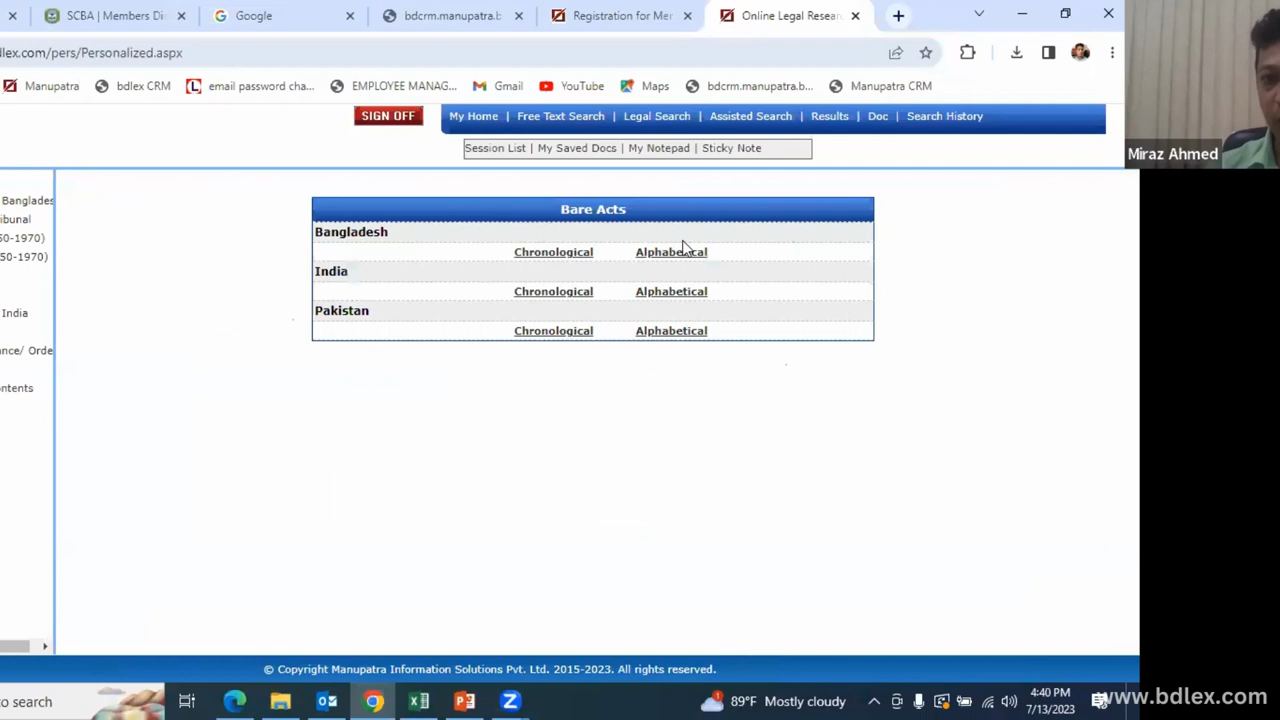 SCBA | Members Di
Google
bdcrm.manupatra.b
Registration for Mer
Online Legal Resear
dlex.com/pers/Personalized.aspx
Manupatra
bdlex CRM
email password cha...
EMPLOYEE MANAG...
Gmail
YouTube
Maps
bdcrm.manupatra.b...
Manupatra CRM
SIGN OFF
My Home | Free Text Search | Legal Search | Assisted Search | Results | Doc | Search History
Session List | My Saved Docs | My Notepad | Sticky Note
Miraz Ahmed
Banglades
ibunal
50-1970)
50-1970)
India
ance/ Orde
ontents
Bare Acts
Bangladesh
Chronological Alphabetical
India
Chronological Alphabetical
Pakistan
Chronological Alphabetical
© Copyright Manupatra Information Solutions Pvt. Ltd. 2015-2023. All rights reserved.
to search
89°F Mostly cloudy
4:40 PM
7/13/2023
www.bdlex.com